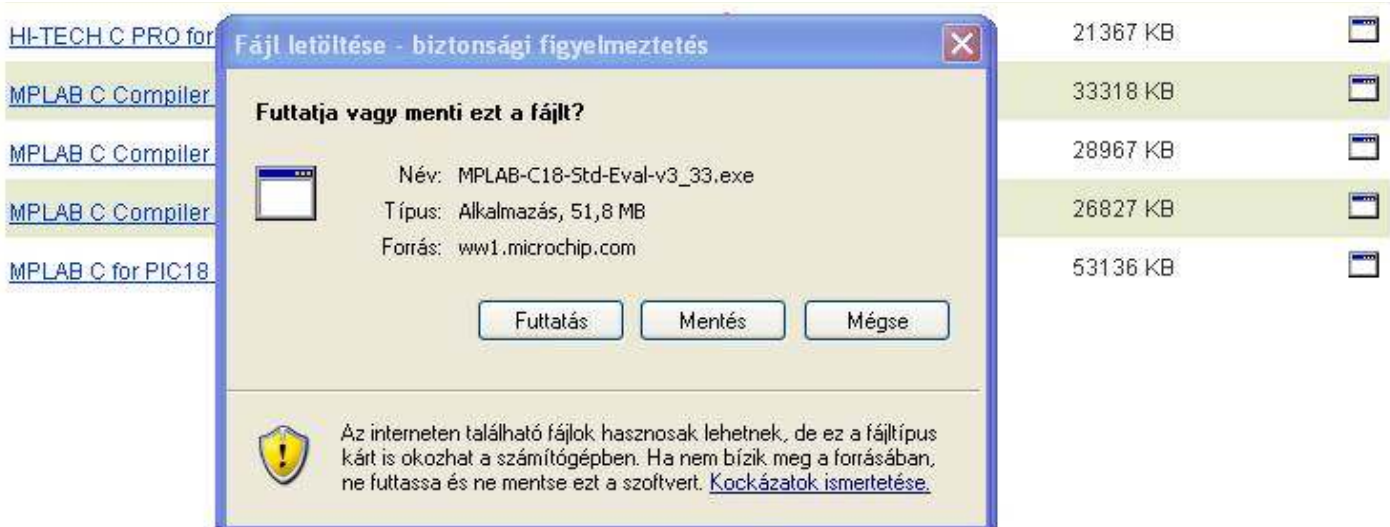 HI-TECH C PRO for
21367 KB
MPLAB C Compiler
33318 KB
MPLAB C Compiler
28967 KB
MPLAB C Compiler
26827 KB
MPLAB C for PIC18
53136 KB
Fájl letöltése - biztonsági figyelmeztetés
Futtatja vagy menti ezt a fájlt?
Név: MPLAB-C18-Std-Eval-v3_33.exe
Típus: Alkalmazás, 51,8 MB
Forrás: ww1.microchip.com
Futtatás Mentés Mégse
Az interneten található fájlok hasznosak lehetnek, de ez a fájltípus
kárt is okozhat a számítógépben. Ha nem bízik meg a forrásában,
ne futtassa és ne mentse ezt a szoftvert. Kockázatok ismertetése.